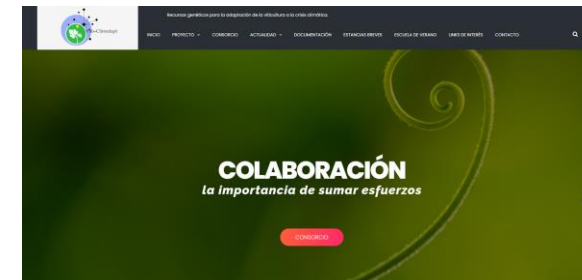 Recursos genéticos para la adaptación de la viticultura a la crisis climática.
INICIO PROYECTO CONSORCIO ACTUALIDAD DOCUMENTACIÓN ESTANCIAS BREVES ESCUELA DE VERANO LINKS DE INTERÉS CONTACTO
COLABORACIÓN
la importancia de sumar esfuerzos
CONSORCIO